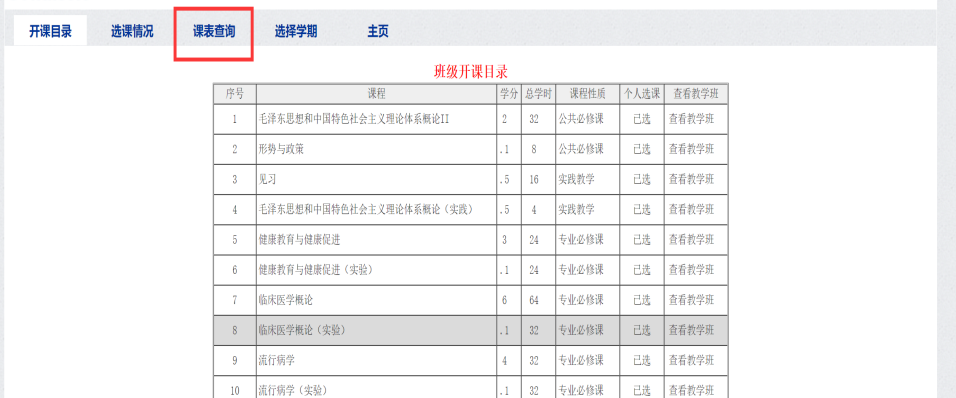 开课目录 选课情况 课表查询 选择学期 主页
班级开课目录
序号 课程 学分 总学时 课程性质 个人选课 查看教学班
1 毛泽东思想和中国特色社会主义理论体系概论II 2 32 公共必修课 已选 查看教学班
2 形势与政策 .1 8 公共必修课 已选 查看教学班
3 见习 .5 16 实践教学 已选 查看教学班
4 毛泽东思想和中国特色社会主义理论体系概论（实践） .5 4 实践教学 已选 查看教学班
5 健康教育与健康促进 3 24 专业必修课 已选 查看教学班
6 健康教育与健康促进（实验） .1 24 专业必修课 已选 查看教学班
7 临床医学概论 6 64 专业必修课 已选 查看教学班
8 临床医学概论（实验） .1 32 专业必修课 已选 查看教学班
9 流行病学 4 32 专业必修课 已选 查看教学班
10 流行病学（实验） .1 32 专业必修课 已选 查看教学班